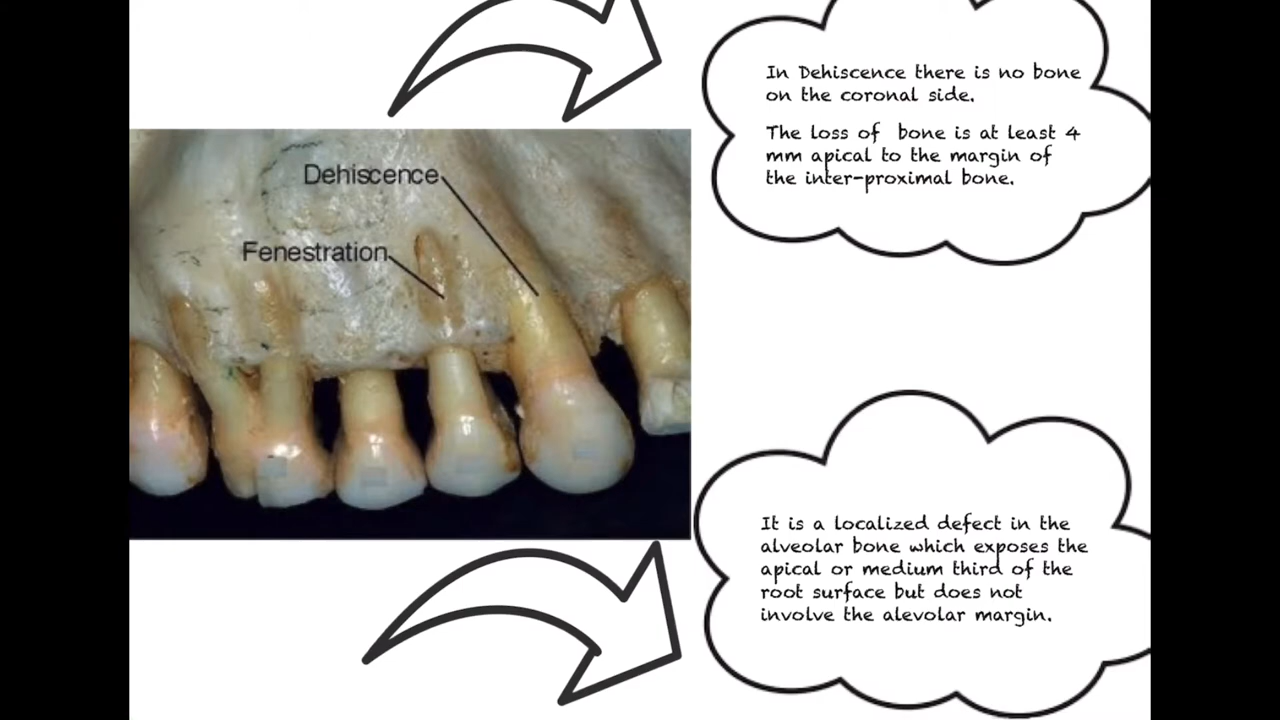 In Dehiscence there is no bone
on the coronal side.
The loss of bone is at least 4
mm apical to the margin of
the inter-proximal bone.
Dehiscence
Fenestration
It is a localized defect in the
alveolar bone which exposes the
apical or medium third of the
root surface but does not
involve the alevolar margin.